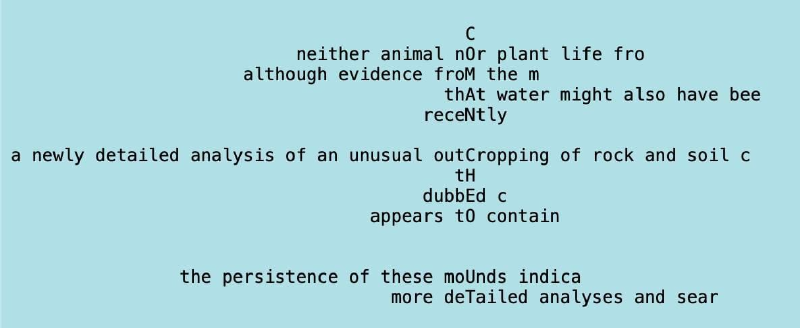 C
neither animal nOr plant life fro
although evidence froM the m
thAt water might also have bee
receNtly
a newly detailed analysis of an unusual outCropping of rock and soil c
tH
dubbEd c
appears tO contain
the persistence of these moUnds indica
more deTailed analyses and sear